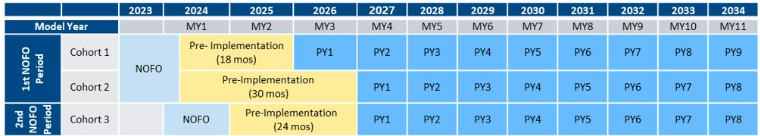 2023 2024 2025 2026 2027 2028 2029 2030 2031 2032 2033 2034
Model Year MY1 MY2 MY3 MY4 MY5 MY6 MY7 MY8 MY9 MY10 MY11
1st NOFO
Period
Cohort 1 NOFO Pre- Implementation
(18 mos) PY1 PY2 PY3 PY4 PY5 PY6 PY7 PY8 PY9
Cohort 2 Pre-Implementation
(30 mos) PY1 PY2 PY3 PY4 PY5 PY6 PY7 PY8
2nd
NOFO
Period
Cohort 3 NOFO Pre-Implementation
(24 mos) PY1 PY2 PY3 PY4 PY5 PY6 PY7 PY8